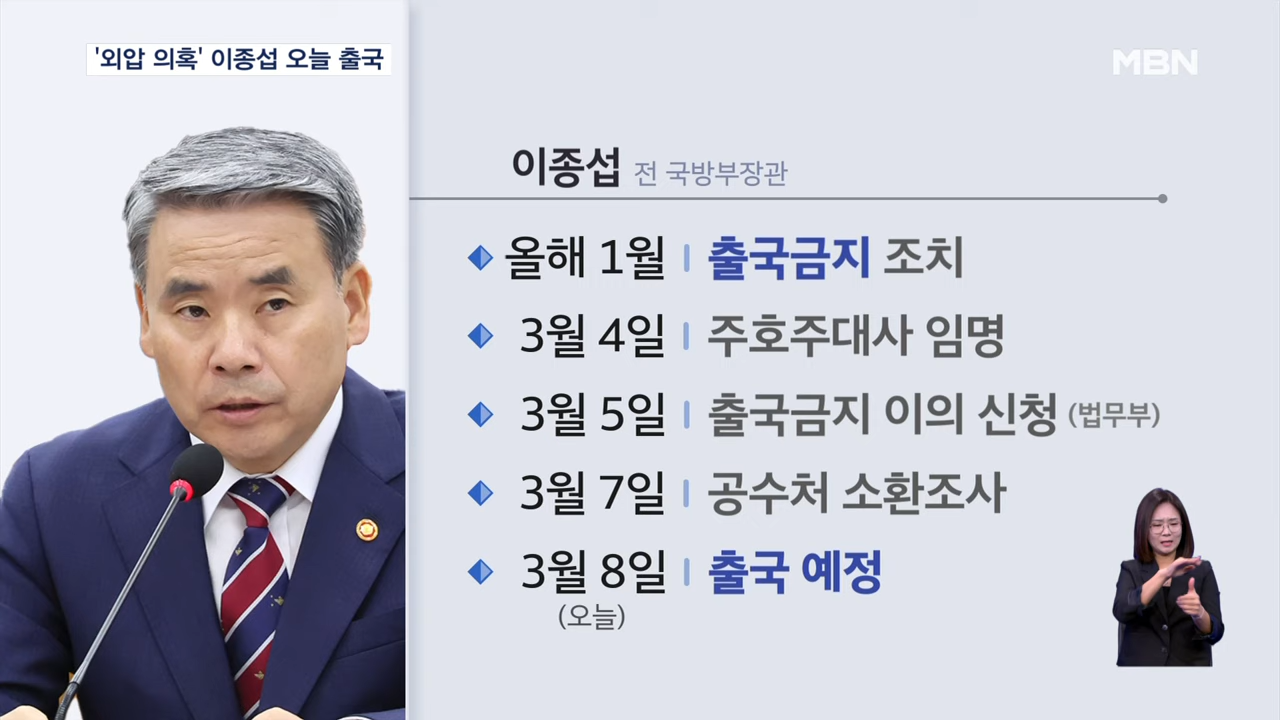 '외압 의혹' 이종섭 오늘 출국
MBN
이종섭 전 국방부장관
올해 1월 출국금지 조치
3월 4일 주호주대사 임명
3월 5일 출국금지 이의 신청 (법무부)
3월 7일 공수처 소환조사
3월 8일 출국 예정
(오늘)